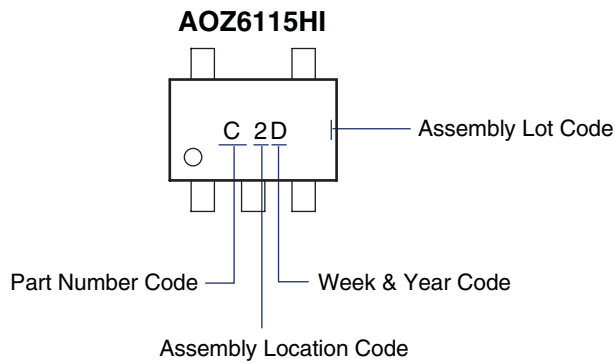 AOZ6115HI
C 2D
Assembly Lot Code
Part Number Code
Week & Year Code
Assembly Location Code